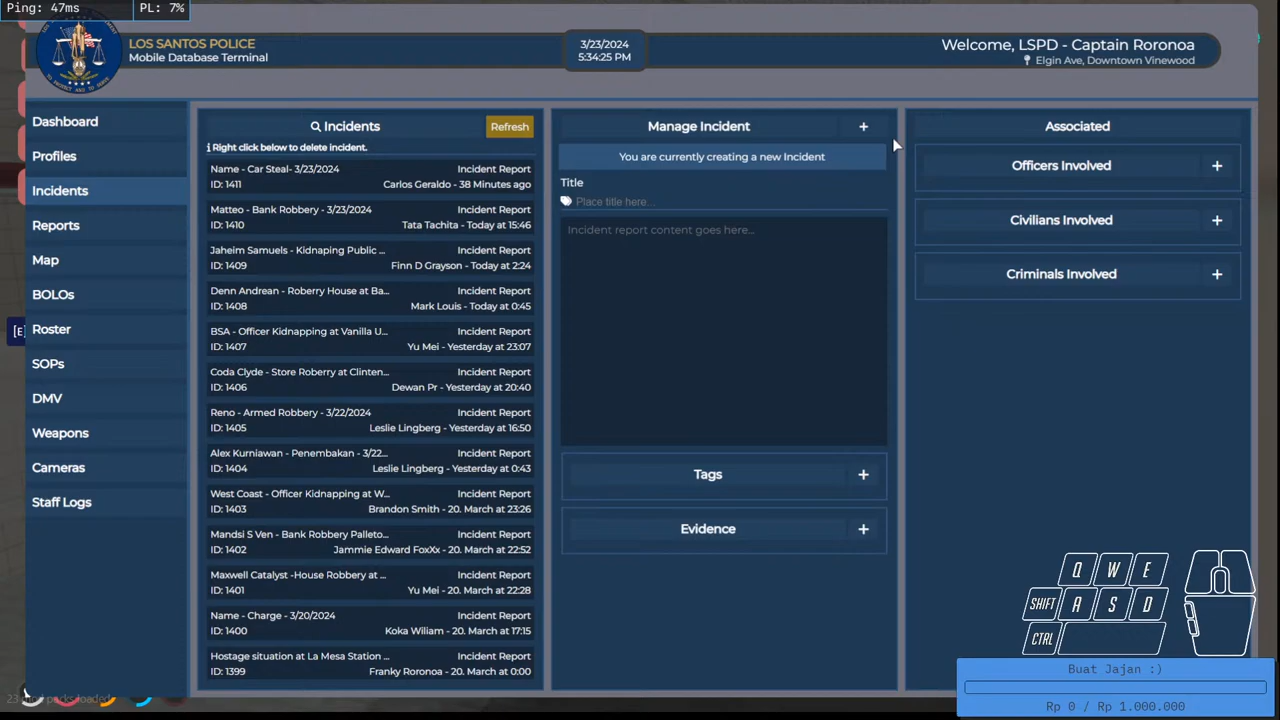 Ping: 47ms PL: 7%
LOS SANTOS POLICE
Mobile Database Terminal
3/23/2024
5:34:25 PM
Welcome, LSPD - Captain Roronoa
Elgin Ave, Downtown Vinewood
Dashboard
Profiles
Incidents
Reports
Map
BOLOs
Roster
SOPs
DMV
Weapons
Cameras
Staff Logs
[E]
Incidents Refresh
Right click below to delete incident.
Name - Car Steal- 3/23/2024 Incident Report
ID: 1411 Carlos Geraldo - 38 Minutes ago
Matteo - Bank Robbery - 3/23/2024 Incident Report
ID: 1410 Tata Tachita - Today at 15:46
Jaheim Samuels - Kidnaping Public ... Incident Report
ID: 1409 Finn D Grayson - Today at 2:24
Denn Andrean - Roberry House at Ba... Incident Report
ID: 1408 Mark Louis - Today at 0:45
BSA - Officer Kidnapping at Vanilla U... Incident Report
ID: 1407 Yu Mei - Yesterday at 23:07
Coda Clyde - Store Roberry at Clinten... Incident Report
ID: 1406 Dewan Pr - Yesterday at 20:40
Reno - Armed Robbery - 3/22/2024 Incident Report
ID: 1405 Leslie Lingberg - Yesterday at 16:50
Alex Kurniawan - Penembakan - 3/22... Incident Report
ID: 1404 Leslie Lingberg - Yesterday at 0:43
West Coast - Officer Kidnapping at W... Incident Report
ID: 1403 Brandon Smith - 20. March at 23:26
Mandsi S Ven - Bank Robbery Palleto... Incident Report
ID: 1402 Jammie Edward FoxXx - 20. March at 22:52
Maxwell Catalyst -House Robbery at ... Incident Report
ID: 1401 Yu Mei - 20. March at 22:28
Name - Charge - 3/20/2024 Incident Report
ID: 1400 Koka Wiliam - 20. March at 17:15
Hostage situation at La Mesa Station ... Incident Report
ID: 1399 Franky Roronoa - 20. March at 0:00
Manage Incident +
You are currently creating a new Incident
Title
Place title here...
Incident report content goes here...
Tags +
Evidence +
Associated
Officers Involved +
Civilians Involved +
Criminals Involved +
Q W E
SHIFT A S D
CTRL
Buat Jajan :)
Rp 0 / Rp 1.000.000